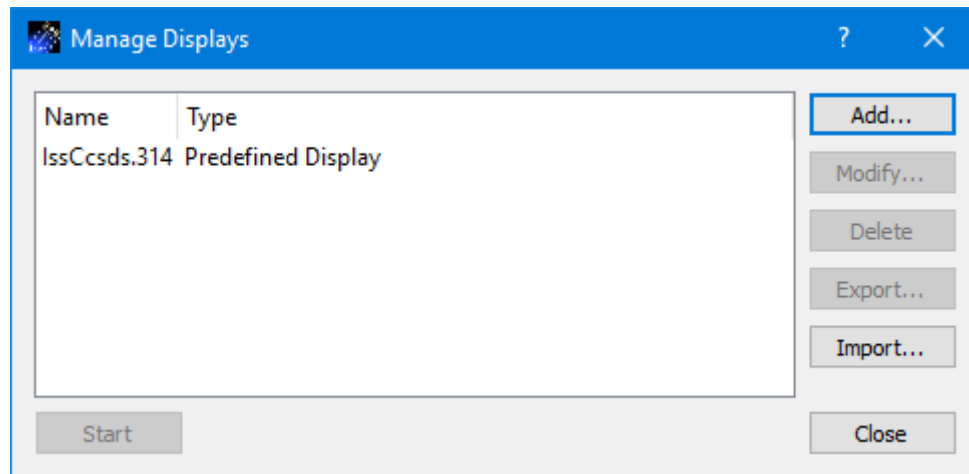 Manage Displays ? ✕
Name Type Add...
IssCcsds.314 Predefined Display
Modify...
Delete
Export...
Import...
Start Close